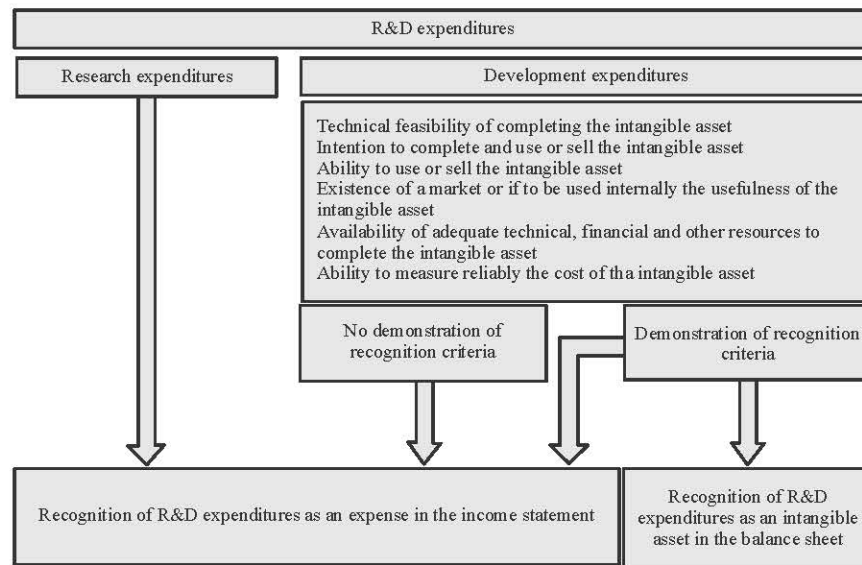 R&D expenditures
Research expenditures
Development expenditures
Technical feasibility of completing the intangible asset
Intention to complete and use or sell the intangible asset
Ability to use or sell the intangible asset
Existence of a market or if to be used internally the usefulness of the
intangible asset
Availability of adequate technical, financial and other resources to
complete the intangible asset
Ability to measure reliably the cost of tha intangible asset
No demonstration of
recognition criteria
Demonstration of recognition
criteria
Recognition of R&D expenditures as an expense in the income statement
Recognition of R&D
expenditures as an intangible
asset in the balance sheet